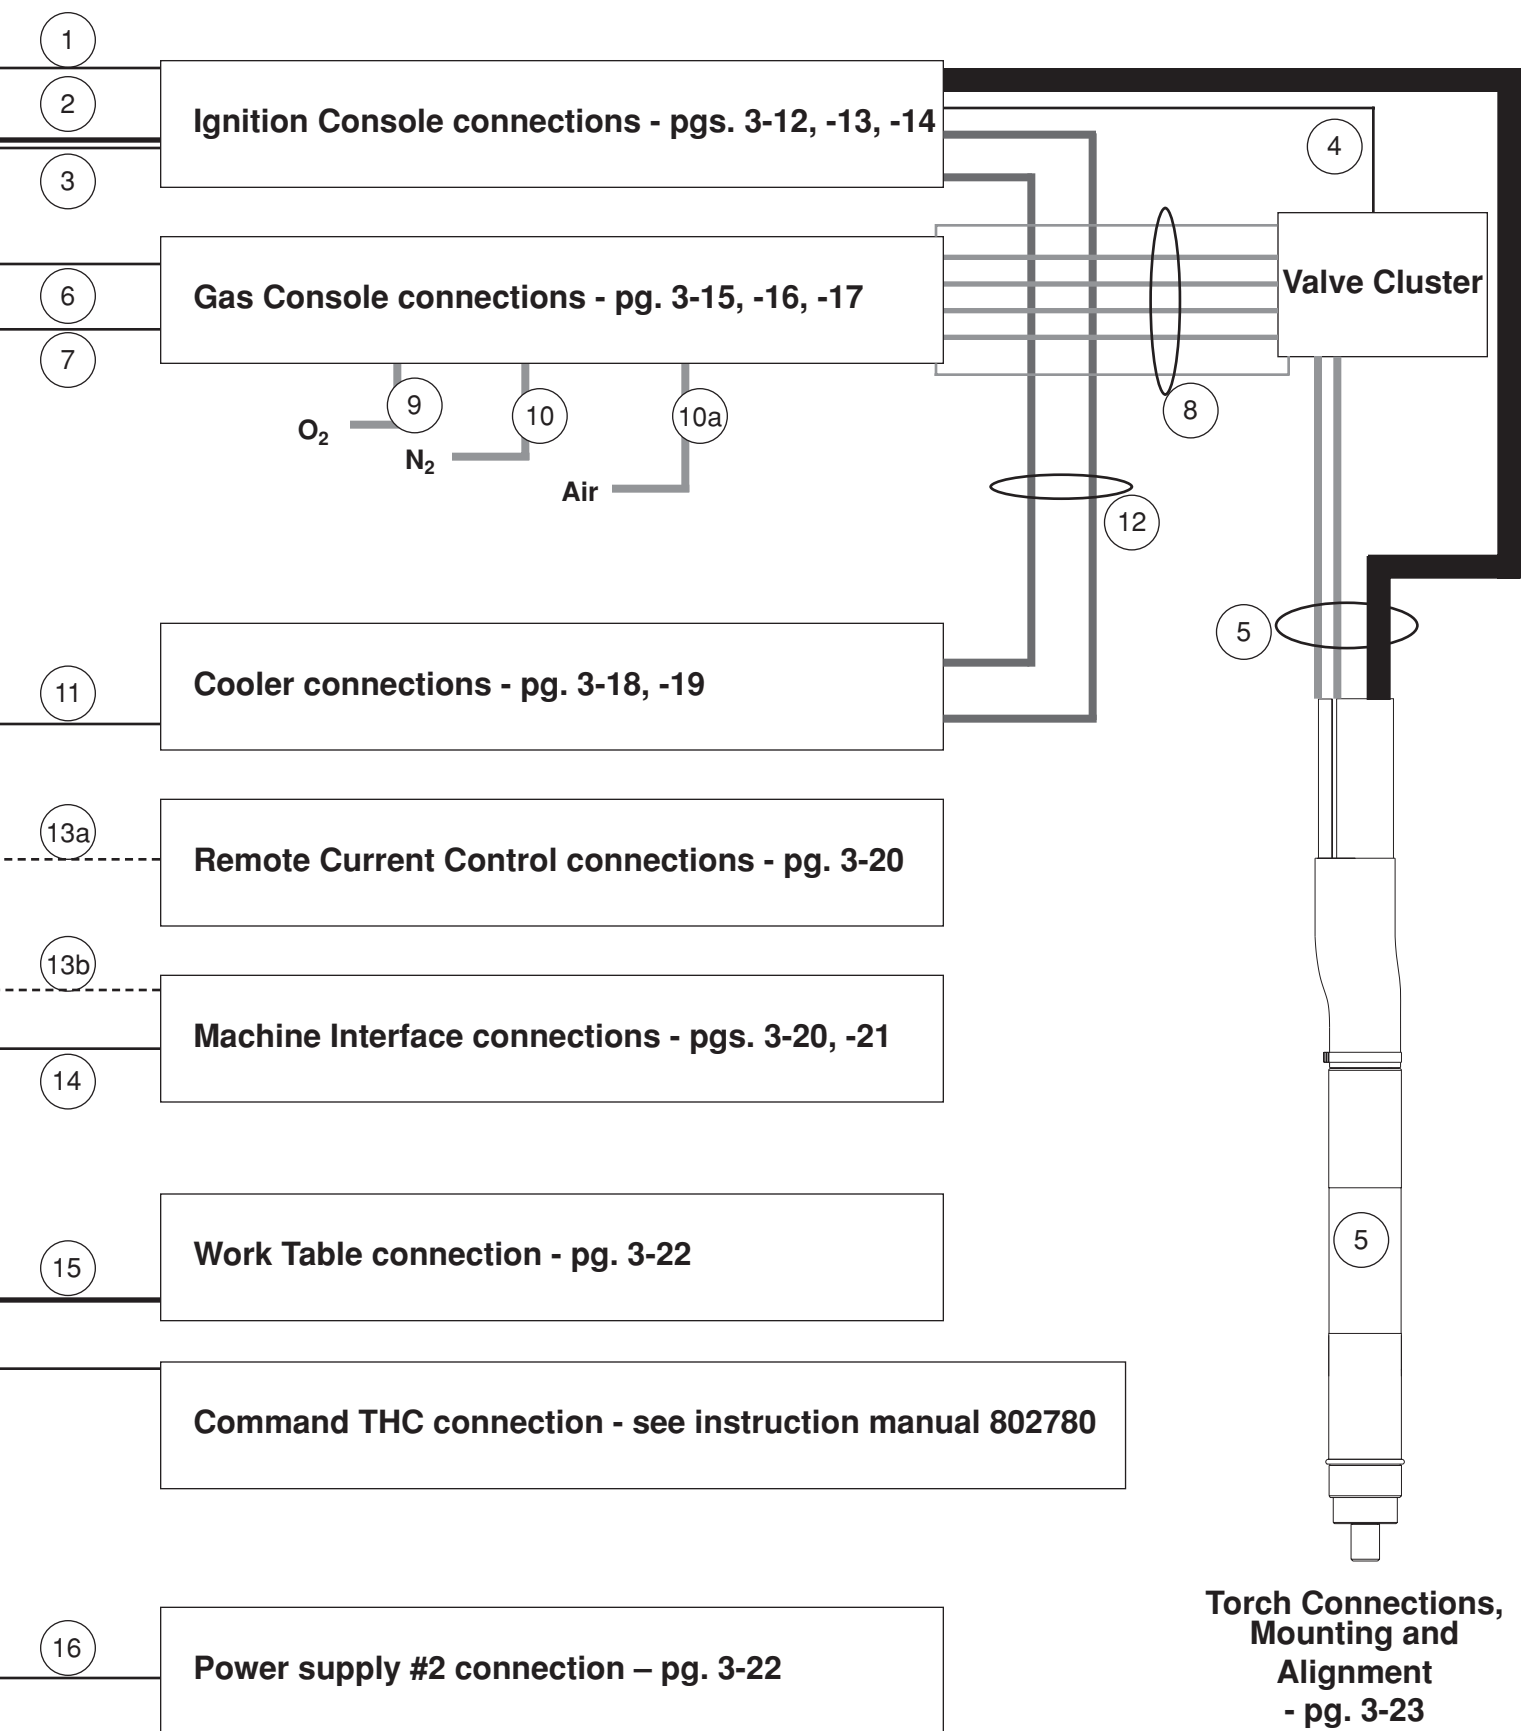 1
2
Ignition Console connections - pgs. 3-12, -13, -14
3
4
6
Gas Console connections - pg. 3-15, -16, -17
Valve Cluster
7
8
9
10
10a
O₂
N₂
Air
12
5
11
Cooler connections - pg. 3-18, -19
13a
Remote Current Control connections - pg. 3-20
13b
Machine Interface connections - pgs. 3-20, -21
14
15
Work Table connection - pg. 3-22
5
Command THC connection - see instruction manual 802780
16
Power supply #2 connection – pg. 3-22
Torch Connections,
Mounting and
Alignment
- pg. 3-23